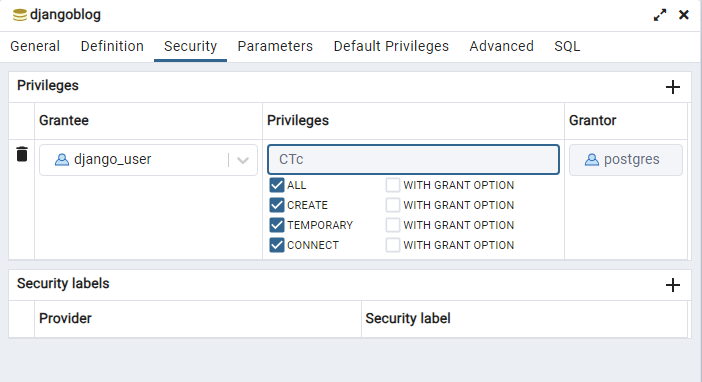 djangoblog
General Definition Security Parameters Default Privileges Advanced SQL
Privileges
Grantee Privileges Grantor
django_user CTc postgres
ALL WITH GRANT OPTION
CREATE WITH GRANT OPTION
TEMPORARY WITH GRANT OPTION
CONNECT WITH GRANT OPTION
Security labels
Provider Security label